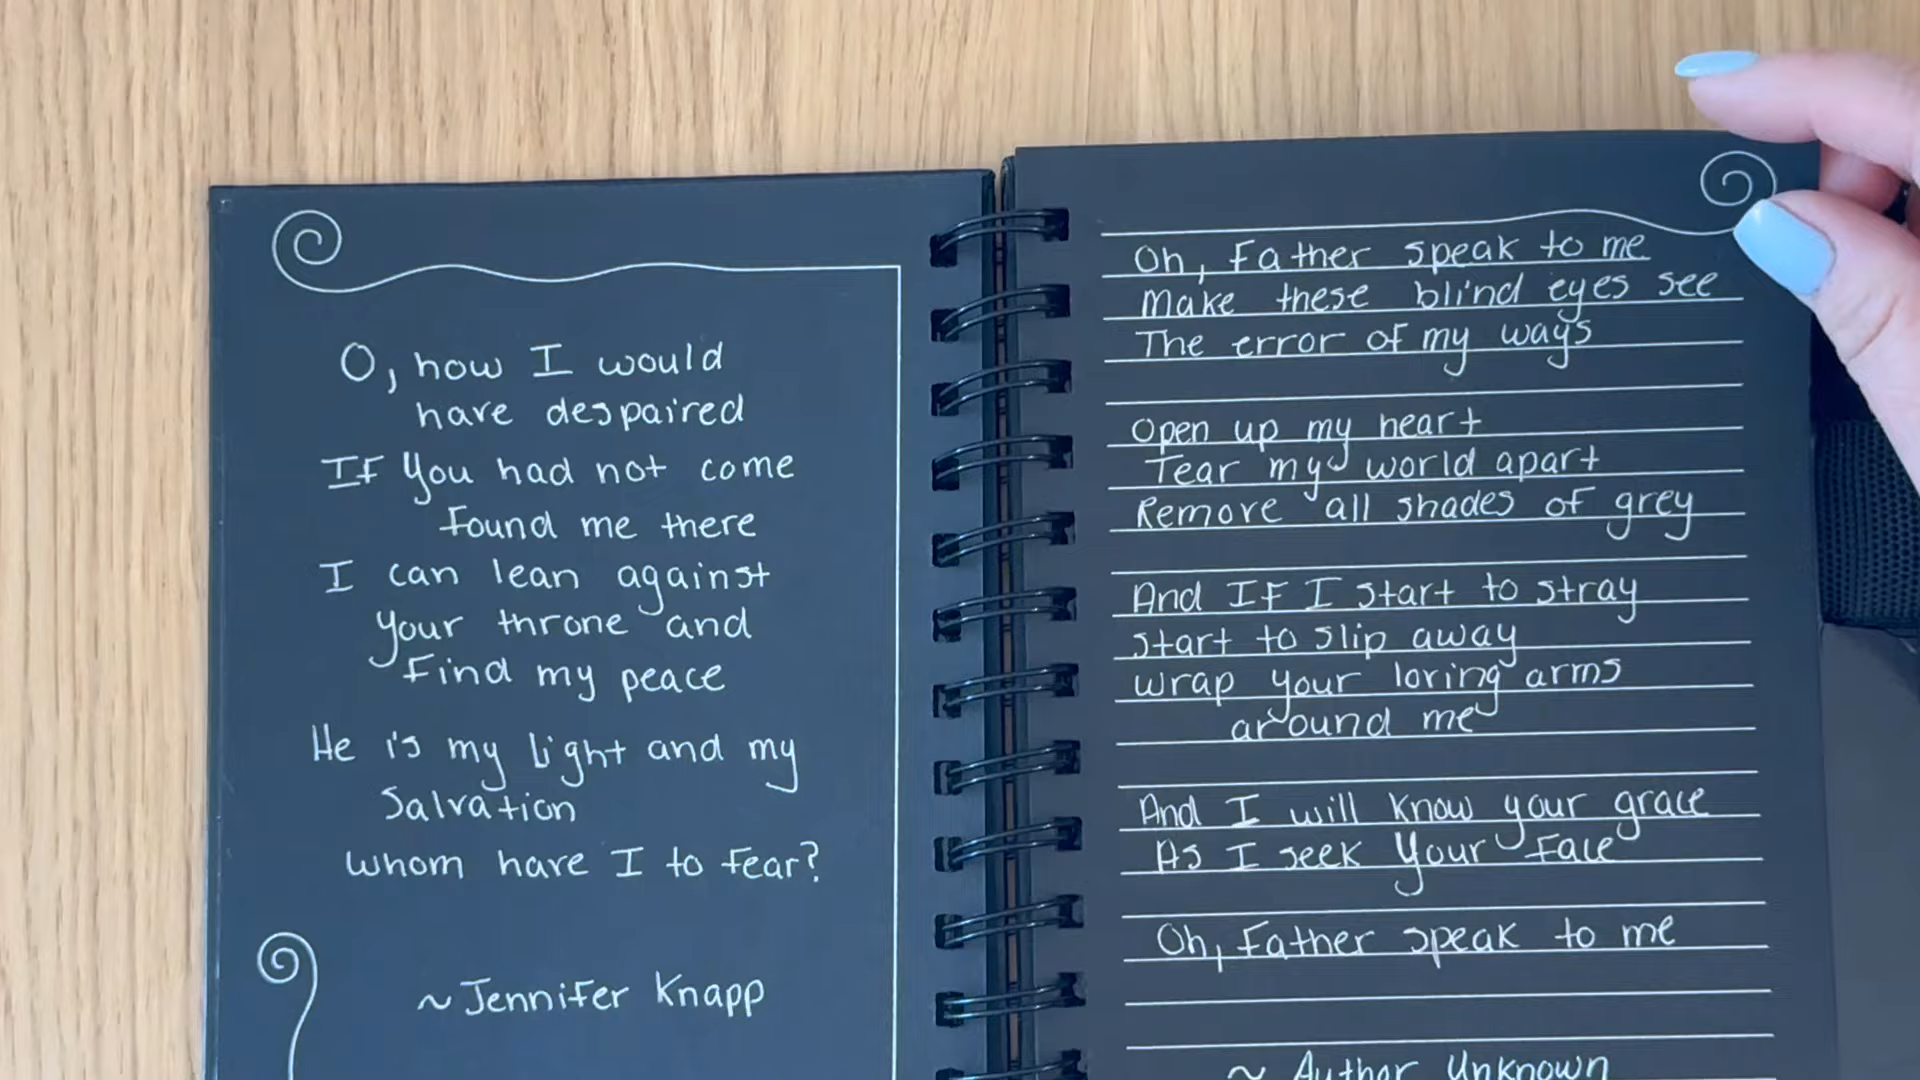 O, how I would
have despaired
If You had not come
found me there
I can lean against
your throne and
find my peace
He is my light and my
Salvation
whom have I to fear?
~Jennifer Knapp
Oh, Father speak to me
Make these blind eyes see
The error of my ways
Open up my heart
Tear my world apart
Remove all shades of grey
And If I start to stray
start to slip away
wrap your loving arms
around me
And I will know your grace
As I seek Your face
Oh, Father speak to me
~ Author Unknown